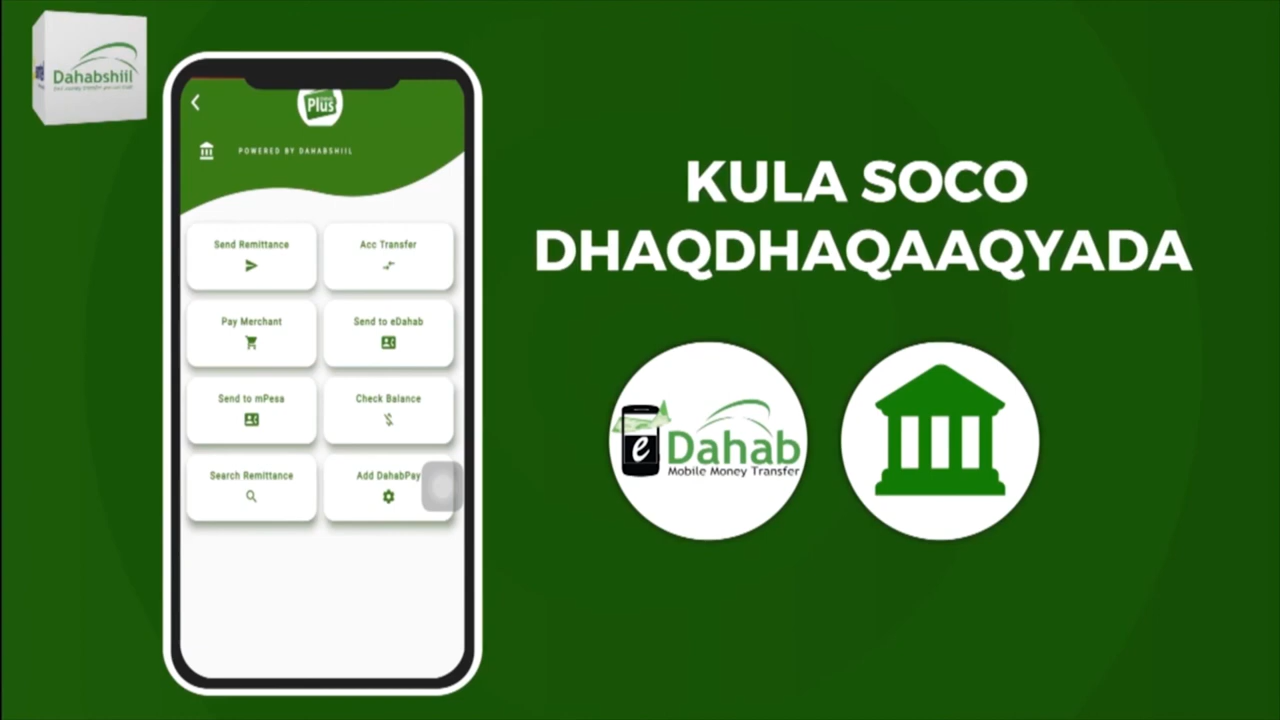 Dahabshiil
Plus
POWERED BY DAHABSHIIL
Send Remittance
Acc Transfer
Pay Merchant
Send to eDahab
Send to mPesa
Check Balance
Search Remittance
Add DahabPay
KULA SOCO
DHAQDHAQAAQYADA
e Dahab
Mobile Money Transfer